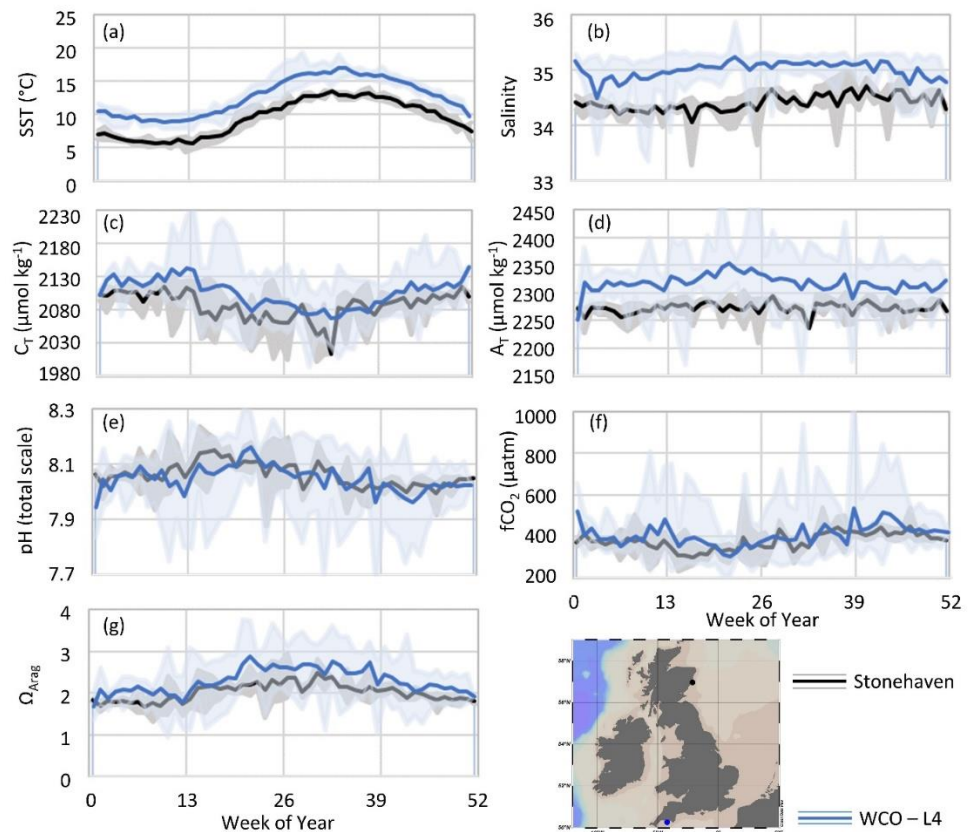 (a)
25
20
15
10
5
0
SST (°C)
(b)
36
35
34
33
Salinity
(c)
2230
2180
2130
2080
2030
1980
C_T (µmol kg⁻¹)
(d)
2450
2400
2350
2300
2250
2200
2150
A_T (µmol kg⁻¹)
(e)
8.3
8.1
7.9
7.7
pH (total scale)
(f)
1000
800
600
400
200
fCO₂ (µatm)
0 13 26 39 52
Week of Year
(g)
4
3
2
1
0
Ω_Arag
0 13 26 39 52
Week of Year
Stonehaven
WCO – L4